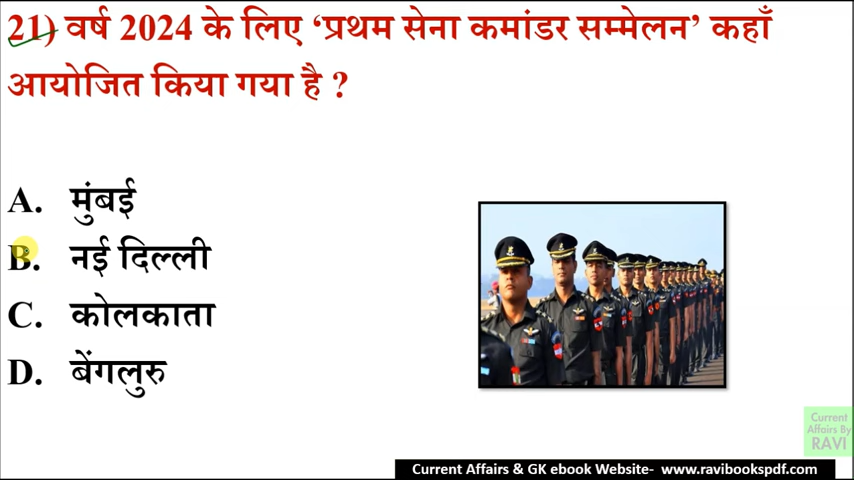 21) वर्ष 2024 के लिए ‘प्रथम सेना कमांडर सम्मेलन’ कहाँ
आयोजित किया गया है ?
A. मुंबई
B. नई दिल्ली
C. कोलकाता
D. बेंगलुरु
Current
Affairs By
RAVI
Current Affairs & GK ebook Website- www.ravibookspdf.com